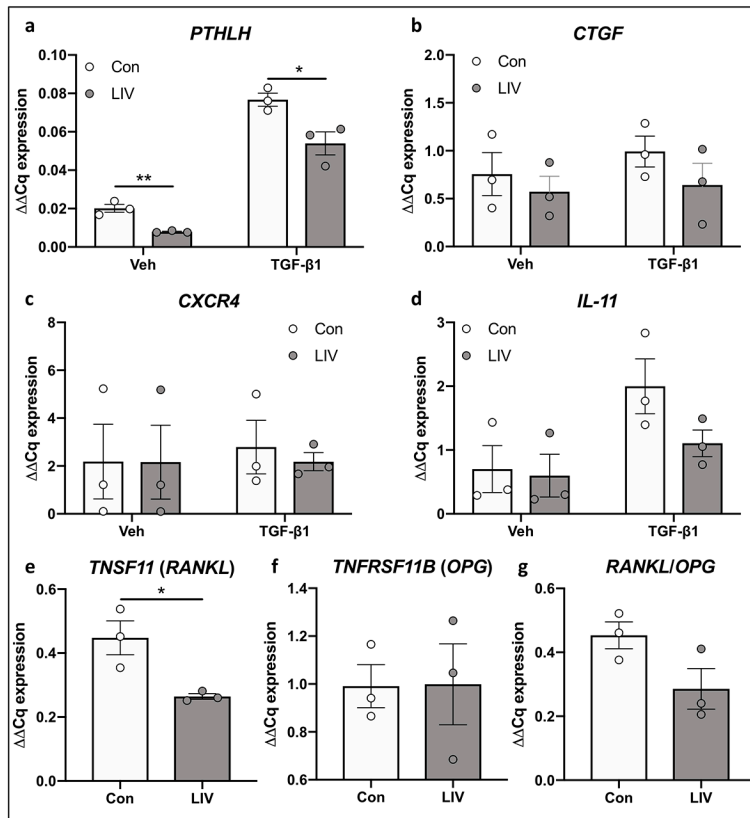 a PTHLH
ΔΔCq expression
0.10
0.08
0.06
0.04
0.02
0.00
Con
LIV
**
*
Veh TGF-β1
b CTGF
ΔΔCq expression
2.0
1.5
1.0
0.5
0.0
Con
LIV
Veh TGF-β1
c CXCR4
ΔΔCq expression
8
6
4
2
0
Con
LIV
Veh TGF-β1
d IL-11
ΔΔCq expression
3
2
1
0
Con
LIV
Veh TGF-β1
e TNSF11 (RANKL)
ΔΔCq expression
0.6
0.4
0.2
0.0
*
Con LIV
f TNFRSF11B (OPG)
ΔΔCq expression
1.4
1.2
1.0
0.8
0.6
Con LIV
g RANKL/OPG
ΔΔCq expression
0.6
0.4
0.2
0.0
Con LIV